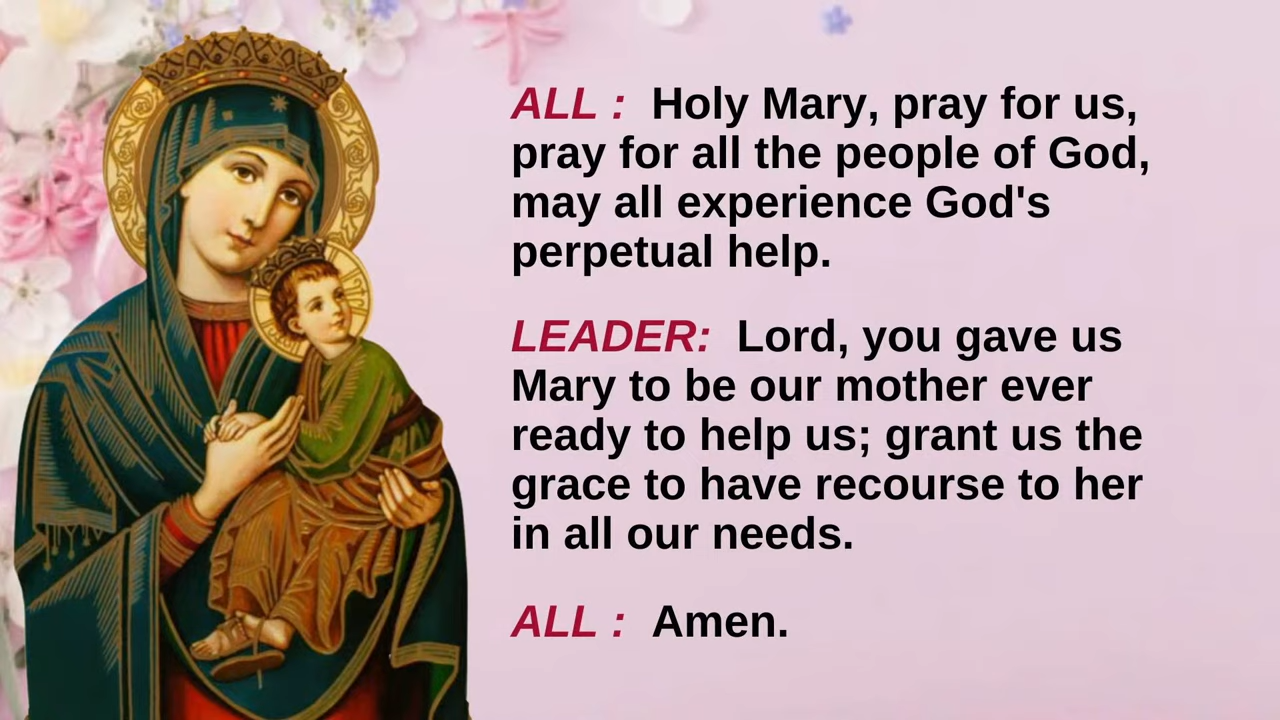 ALL : Holy Mary, pray for us,
pray for all the people of God,
may all experience God's
perpetual help.
LEADER: Lord, you gave us
Mary to be our mother ever
ready to help us; grant us the
grace to have recourse to her
in all our needs.
ALL : Amen.